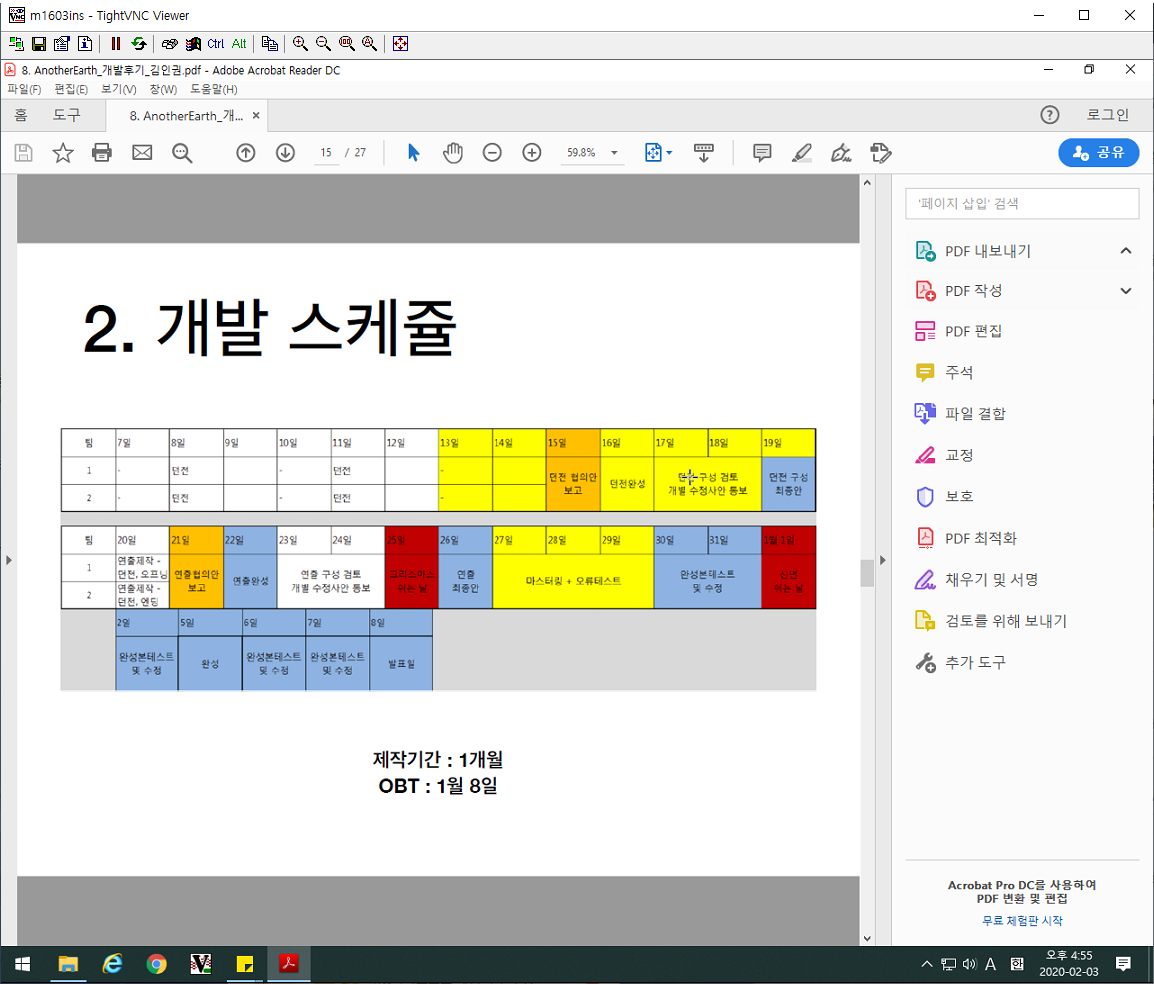 m1603ins - TightVNC Viewer
Ctrl Alt
8. AnotherEarth_개발후기_김인권.pdf - Adobe Acrobat Reader DC
파일(F) 편집(E) 보기(V) 창(W) 도움말(H)
홈 도구 8. AnotherEarth_개... × 로그인
15 / 27 59.8% 공유
'페이지 삽입' 검색
PDF 내보내기
PDF 작성
PDF 편집
주석
파일 결합
교정
보호
PDF 최적화
채우기 및 서명
검토를 위해 보내기
추가 도구
2. 개발 스케쥴
팀 7일 8일 9일 10일 11일 12일 13일 14일 15일 16일 17일 18일 19일
1 - 던전 - 던전 - 던전 협의안 보고 던전완성 던전 구성 검토 개별 수정사안 통보 던전 구성 최종안
2 - 던전 - 던전 -
팀 20일 21일 22일 23일 24일 25일 26일 27일 28일 29일 30일 31일 1월 1일
1 연출제작 - 던전, 오프닝 연출협의안 보고 연출완성 연출 구성 검토 개별 수정사안 통보 크리스마스 쉬는 날 연출 최종안 마스터링 + 오류테스트 완성본테스트 및 수정 신년 쉬는 날
2 연출제작 - 던전, 엔딩
2일 5일 6일 7일 8일
완성본테스트 및 수정 완성 완성본테스트 및 수정 완성본테스트 및 수정 발표일
제작기간 : 1개월
OBT : 1월 8일
Acrobat Pro DC를 사용하여
PDF 변환 및 편집
무료 체험판 시작
A 한 오후 4:55
2020-02-03